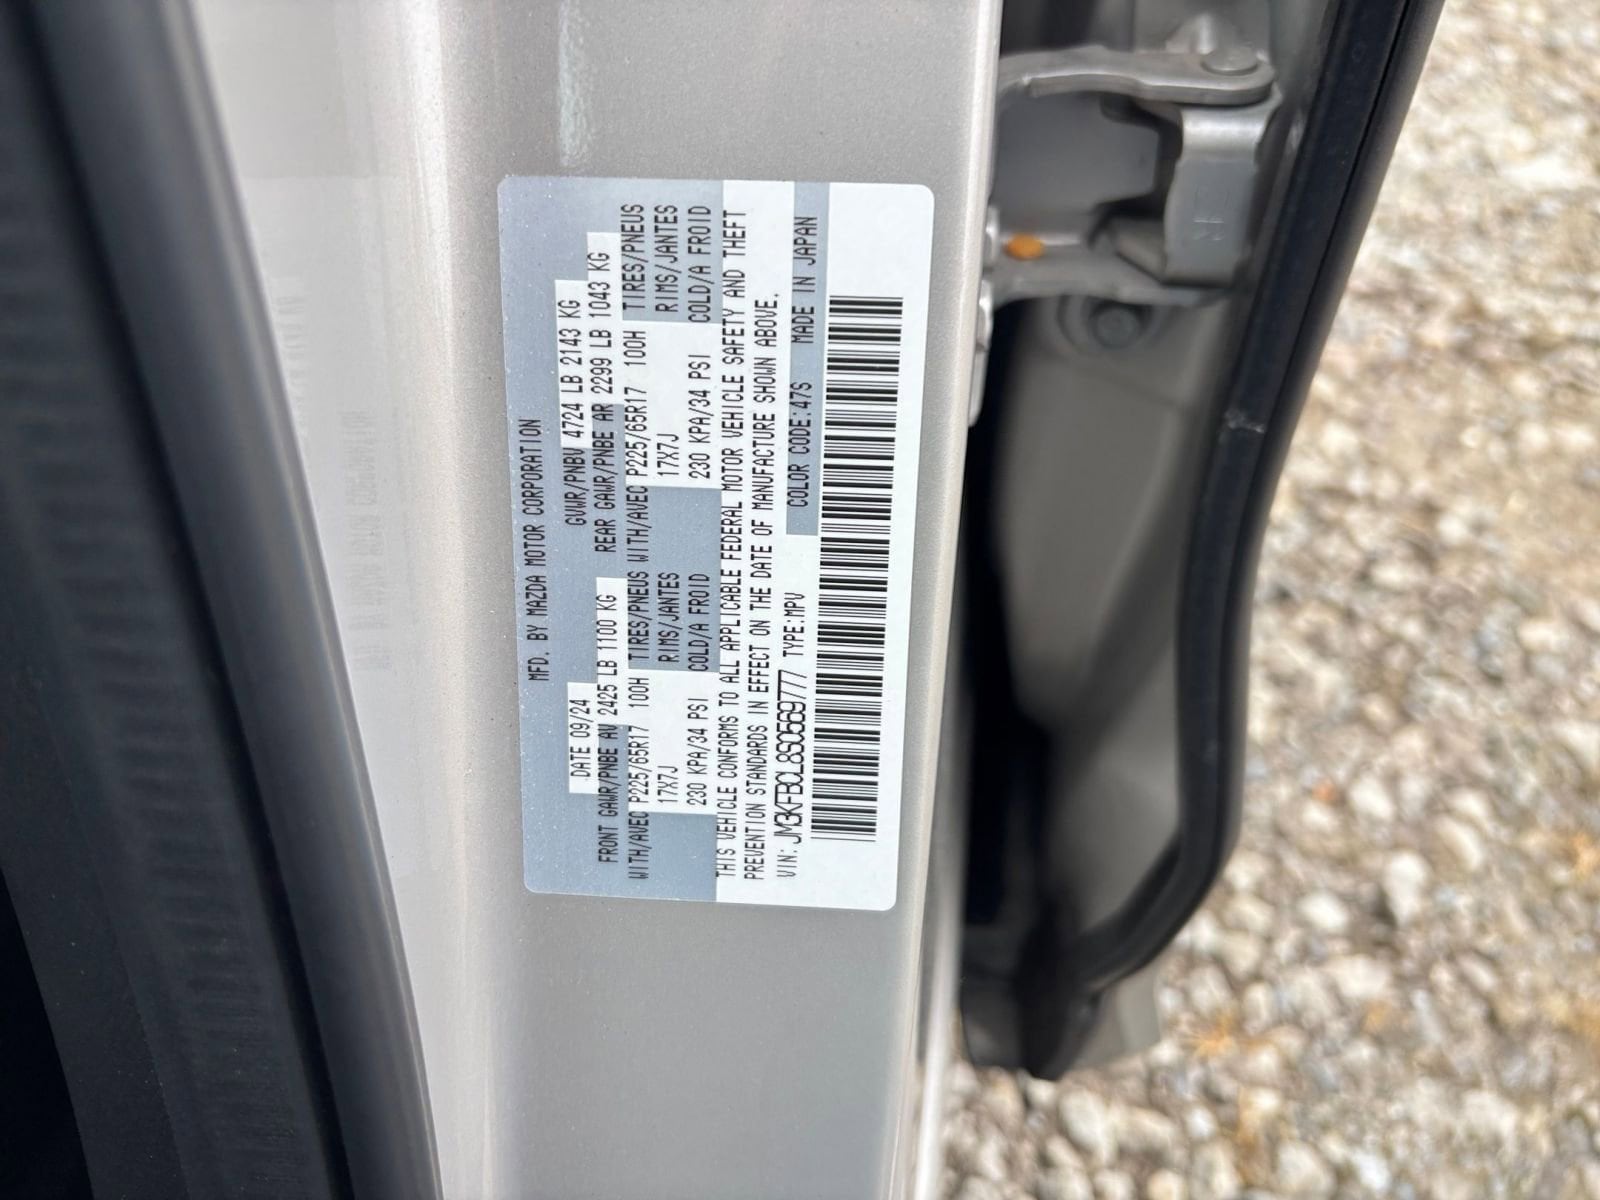 MFD. BY MAZDA MOTOR CORPORATION
DATE 09/24 GVWR/PNBV 4724 LB 2143 KG
FRONT GAWR/PNBE AV 2425 LB 1100 KG REAR GAWR/PNBE AR 2299 LB 1043 KG
WITH/AVEC P225/65R17 100H TIRES/PNEUS WITH/AVEC P225/65R17 100H TIRES/PNEUS
17X7J RIMS/JANTES 17X7J RIMS/JANTES
230 KPA/34 PSI COLD/A FROID 230 KPA/34 PSI COLD/A FROID
THIS VEHICLE CONFORMS TO ALL APPLICABLE FEDERAL MOTOR VEHICLE SAFETY AND THEFT
PREVENTION STANDARDS IN EFFECT ON THE DATE OF MANUFACTURE SHOWN ABOVE.
VIN: JM3KFBCL8S0569777 TYPE:MPV COLOR CODE:47S MADE IN JAPAN